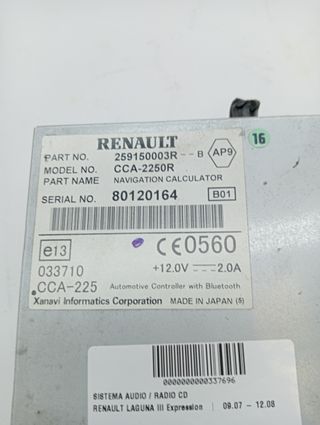 RENAULT
PART NO. 259150003R -- B AP9
MODEL NO. CCA-2250R
PART NAME NAVIGATION CALCULATOR
SERIAL NO. 80120164 B01
16
e13 CE0560
033710 +12.0V 2.0A
CCA-225 Automotive Controller with Bluetooth
Xanavi Informatics Corporation MADE IN JAPAN (5)
0000000000337696
SISTEMA AUDIO / RADIO CD
RENAULT LAGUNA III Expression | 09.07 - 12.08